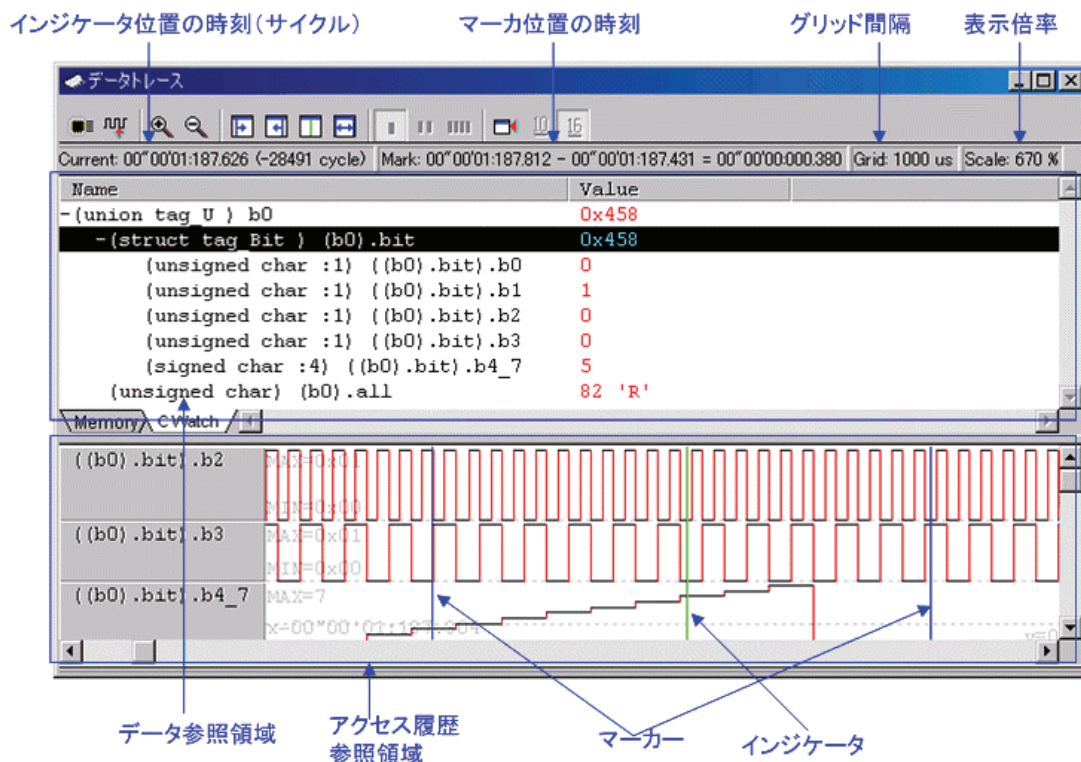 インジケータ位置の時刻(サイクル)
マーカ位置の時刻
グリッド間隔
表示倍率
データトレース
10
16
Current: 00"00'01:187.626 (-28491 cycle)
Mark: 00"00'01:187.812 - 00"00'01:187.431 = 00"00'00:000.380
Grid: 1000 us
Scale: 670 %
Name Value
-(union tag_U ) b0 0x458
-(struct tag_Bit ) (b0).bit 0x458
(unsigned char :1) ((b0).bit).b0 0
(unsigned char :1) ((b0).bit).b1 1
(unsigned char :1) ((b0).bit).b2 0
(unsigned char :1) ((b0).bit).b3 0
(signed char :4) ((b0).bit).b4_7 5
(unsigned char) (b0).all 82 'R'
Memory
C Watch
((b0).bit).b2
MAX=0x01
MIN=0x00
((b0).bit).b3
MAX=0x01
MIN=0x00
((b0).bit).b4_7
MAX=7
データ参照領域
アクセス履歴
参照領域
マーカー
インジケータ